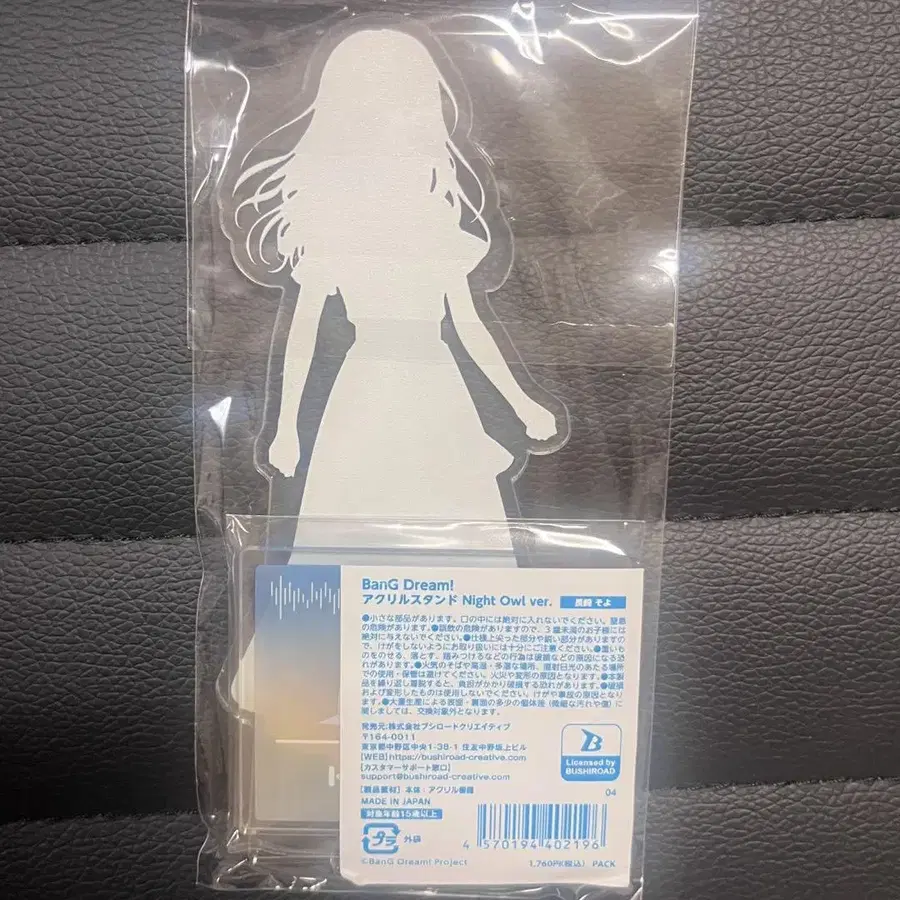 BanG Dream!
アクリルスタンド Night Owl ver. 長崎 そよ
●小さな部品があります。口の中には絶対に入れないでください。窒息
の危険があります。●誤飲の危険がありますので、3歳未満のお子様には
絶対に与えないでください。●仕様上尖った部分や鋭い部分があります
ので、けがをしないようにお取り扱いには十分にご注意ください。●重い
ものをのせる、落とす、踏みつけるなどの行為は破損などの原因になる恐
れがあります。●火気のそばや高温・多湿な場所、直射日光のあたる場所
での使用・保管は避けてください。火災や変形の原因となります。●本製
品を繰り返し着脱すると、負担がかかり破損する恐れがあります。●破損
および変形したものは使用しないでください。けがや事故の原因となりま
す。●大量生産による表面・裏面の多少の個体差(微細な汚れや傷)に
関しましては、交換対象外となります。
発売元:株式会社ブシロードクリエイティブ
〒164-0011
東京都中野区中央1-38-1 住友中野坂上ビル
[WEB]https://bushiroad-creative.com
[カスタマーサポート窓口]
support@bushiroad-creative.com
[製品素材] 本体:アクリル樹脂
MADE IN JAPAN
対象年齢15歳以上
プラ 外袋
©BanG Dream! Project
B
Licensed by
BUSHIROAD
04
4 570194 402196
1,760円(税込) PACK